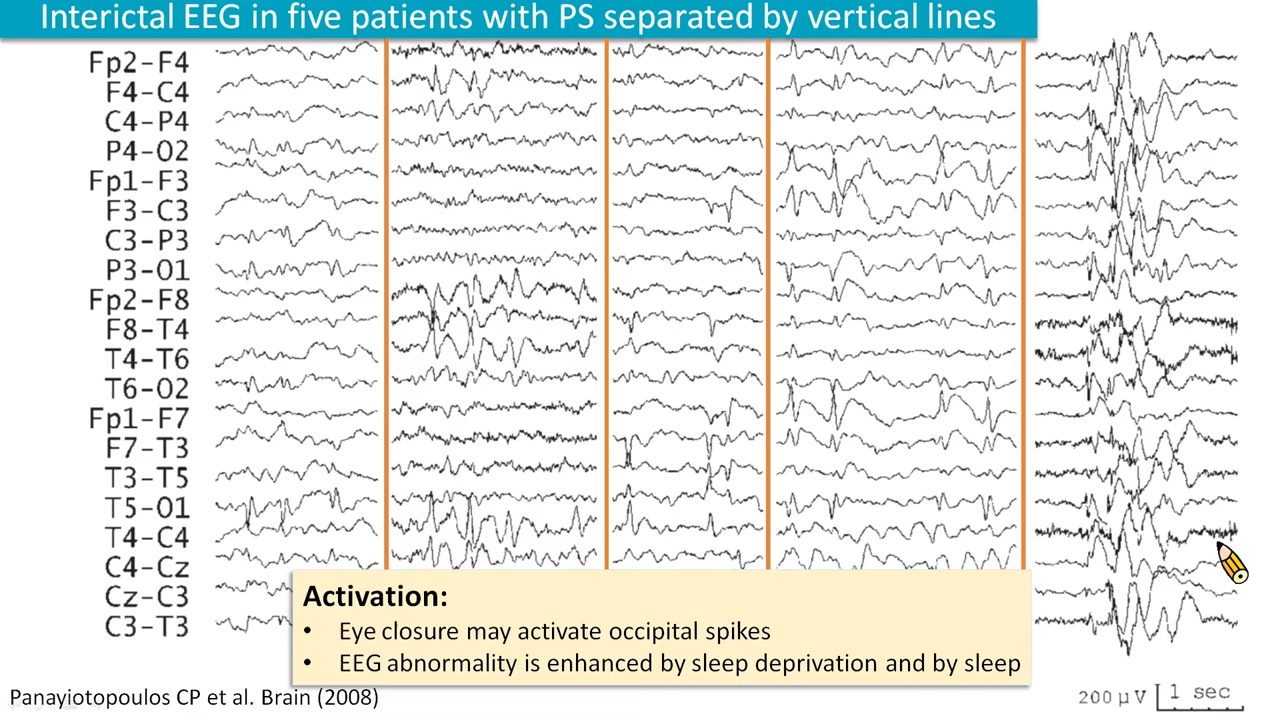 Interictal EEG in five patients with PS separated by vertical lines
Fp2-F4
F4-C4
C4-P4
P4-O2
Fp1-F3
F3-C3
C3-P3
P3-O1
Fp2-F8
F8-T4
T4-T6
T6-O2
Fp1-F7
F7-T3
T3-T5
T5-O1
T4-C4
C4-Cz
Cz-C3
C3-T3
Activation:
• Eye closure may activate occipital spikes
• EEG abnormality is enhanced by sleep deprivation and by sleep
Panayiotopoulos CP et al. Brain (2008)
200 μV 1 sec